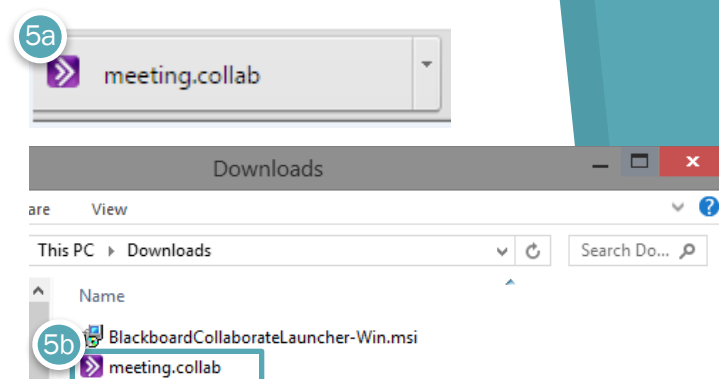 5a
meeting.collab
Downloads
are View
This PC Downloads Search Do...
Name
BlackboardCollaborateLauncher-Win.msi
5b
meeting.collab